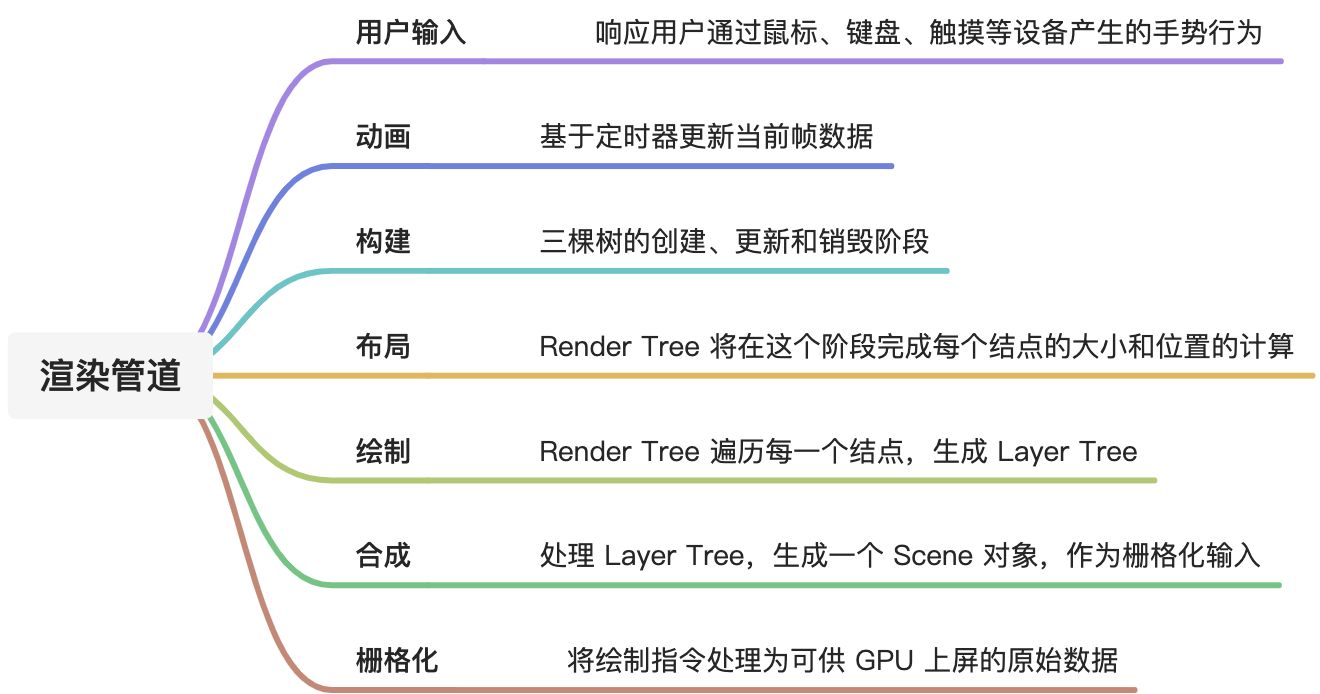 渲染管道
用户输入
响应用户通过鼠标、键盘、触摸等设备产生的手势行为
动画
基于定时器更新当前帧数据
构建
三棵树的创建、更新和销毁阶段
布局
Render Tree 将在这个阶段完成每个结点的大小和位置的计算
绘制
Render Tree 遍历每一个结点，生成 Layer Tree
合成
处理 Layer Tree，生成一个 Scene 对象，作为栅格化输入
栅格化
将绘制指令处理为可供 GPU 上屏的原始数据